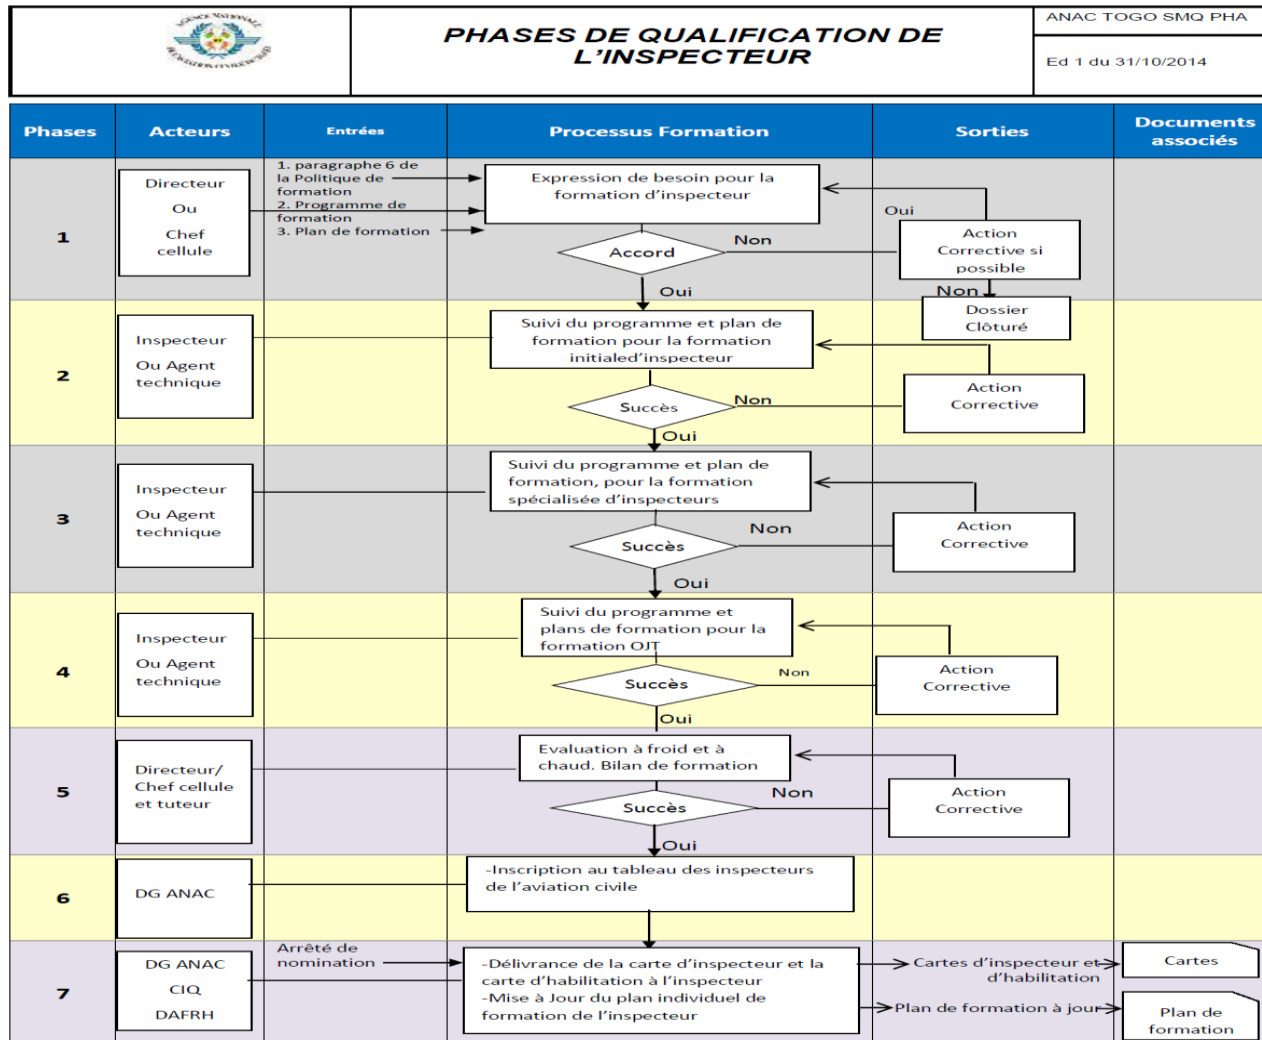 AGENCE NATIONALE
PHASES DE QUALIFICATION DE
L'INSPECTEUR
ANAC TOGO SMQ PHA
Ed 1 du 31/10/2014
Phases
Acteurs
Entrées
Processus Formation
Sorties
Documents
associés
1
Directeur
Ou
Chef
cellule
1. paragraphe 6 de
la Politique de
formation
2. Programme de
formation
3. Plan de formation
Expression de besoin pour la
formation d'inspecteur
Accord
Non
Oui
Oui
Action
Corrective si
possible
Non
Dossier
Clôturé
2
Inspecteur
Ou Agent
technique
Suivi du programme et plan de
formation pour la formation
initialed'inspecteur
Succès
Non
Oui
Action
Corrective
3
Inspecteur
Ou Agent
technique
Suivi du programme et plan de
formation, pour la formation
spécialisée d'inspecteurs
Succès
Non
Oui
Action
Corrective
4
Inspecteur
Ou Agent
technique
Suivi du programme et
plans de formation pour la
formation OJT
Succès
Non
Oui
Action
Corrective
5
Directeur/
Chef cellule
et tuteur
Evaluation à froid et à
chaud. Bilan de formation
Succès
Non
Oui
Action
Corrective
6
DG ANAC
-Inscription au tableau des inspecteurs
de l'aviation civile
7
DG ANAC
CIQ
DAFRH
Arrêté de
nomination
-Délivrance de la carte d'inspecteur et la
carte d'habilitation à l'inspecteur
-Mise à Jour du plan individuel de
formation de l'inspecteur
Cartes d'inspecteur et
d'habilitation
Plan de formation à jour
Cartes
Plan de
formation